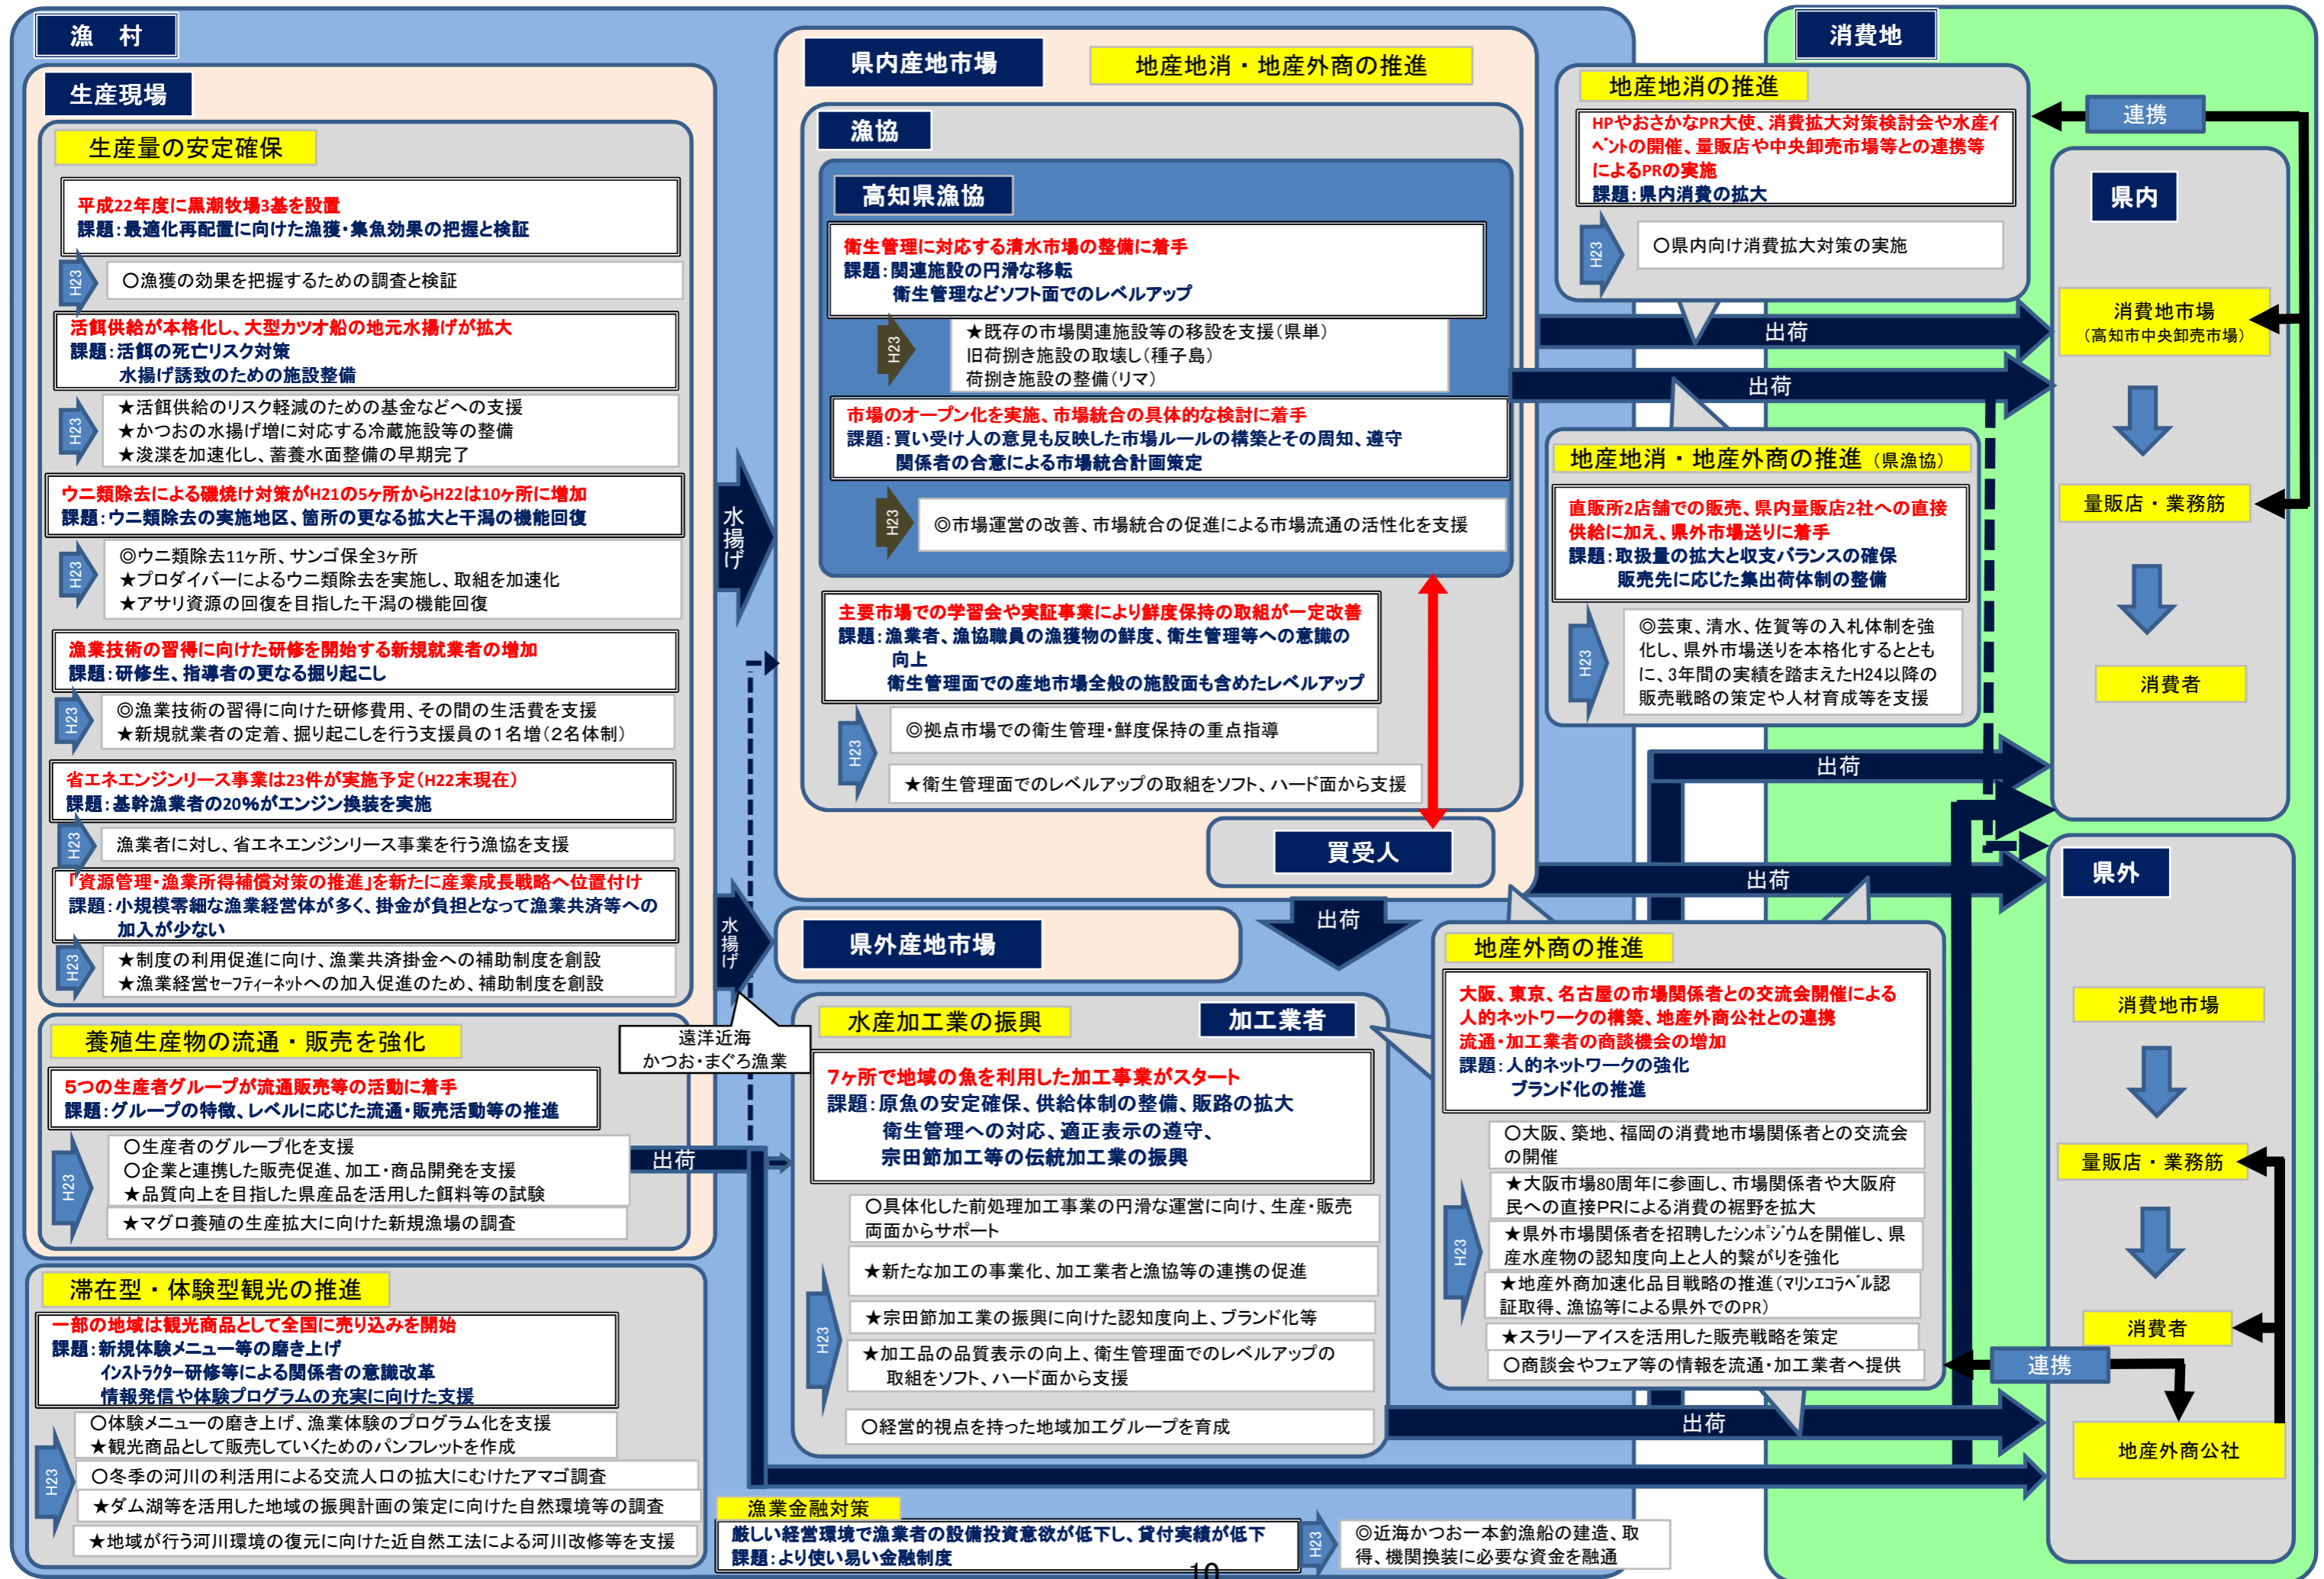 漁 村
生産現場
生産量の安定確保
平成22年度に黒潮牧場3基を設置
課題：最適化再配置に向けた漁獲・集魚効果の把握と検証
H23
〇漁獲の効果を把握するための調査と検証
活餌供給が本格化し、大型カツオ船の地元水揚げが拡大
課題：活餌の死亡リスク対策
水揚げ誘致のための施設整備
H23
★活餌供給のリスク軽減のための基金などへの支援
★かつおの水揚げ増に対応する冷蔵施設等の整備
★浚渫を加速化し、蓄養水面整備の早期完了
ウニ類除去による磯焼け対策がH21の5ヶ所からH22は10ヶ所に増加
課題：ウニ類除去の実施地区、箇所の更なる拡大と干潟の機能回復
H23
◎ウニ類除去11ヶ所、サンゴ保全3ヶ所
★プロダイバーによるウニ類除去を実施し、取組を加速化
★アサリ資源の回復を目指した干潟の機能回復
漁業技術の習得に向けた研修を開始する新規就業者の増加
課題：研修生、指導者の更なる掘り起こし
H23
◎漁業技術の習得に向けた研修費用、その間の生活費を支援
★新規就業者の定着、掘り起こしを行う支援員の１名増（２名体制）
省エネエンジンリース事業は23件が実施予定（H22末現在）
課題：基幹漁業者の20％がエンジン換装を実施
H23
漁業者に対し、省エネエンジンリース事業を行う漁協を支援
「資源管理・漁業所得補償対策の推進」を新たに産業成長戦略へ位置付け
課題：小規模零細な漁業経営体が多く、掛金が負担となって漁業共済等への
加入が少ない
H23
★制度の利用促進に向け、漁業共済掛金への補助制度を創設
★漁業経営セーフティーネットへの加入促進のため、補助制度を創設
養殖生産物の流通・販売を強化
５つの生産者グループが流通販売等の活動に着手
課題：グループの特徴、レベルに応じた流通・販売活動等の推進
H23
〇生産者のグループ化を支援
〇企業と連携した販売促進、加工・商品開発を支援
★品質向上を目指した県産品を活用した餌料等の試験
★マグロ養殖の生産拡大に向けた新規漁場の調査
出荷
滞在型・体験型観光の推進
一部の地域は観光商品として全国に売り込みを開始
課題：新規体験メニュー等の磨き上げ
インストラクター研修等による関係者の意識改革
情報発信や体験プログラムの充実に向けた支援
H23
〇体験メニューの磨き上げ、漁業体験のプログラム化を支援
★観光商品として販売していくためのパンフレットを作成
〇冬季の河川の利活用による交流人口の拡大にむけたアマゴ調査
★ダム湖等を活用した地域の振興計画の策定に向けた自然環境等の調査
★地域が行う河川環境の復元に向けた近自然工法による河川改修等を支援
水揚げ
水揚げ
遠洋近海
かつお・まぐろ漁業
県内産地市場
地産地消・地産外商の推進
漁協
高知県漁協
衛生管理に対応する清水市場の整備に着手
課題：関連施設の円滑な移転
衛生管理などソフト面でのレベルアップ
H23
★既存の市場関連施設等の移設を支援（県単）
旧荷捌き施設の取壊し（種子島）
荷捌き施設の整備（リマ）
市場のオープン化を実施、市場統合の具体的な検討に着手
課題：買い受け人の意見も反映した市場ルールの構築とその周知、遵守
関係者の合意による市場統合計画策定
H23
◎市場運営の改善、市場統合の促進による市場流通の活性化を支援
主要市場での学習会や実証事業により鮮度保持の取組が一定改善
課題：漁業者、漁協職員の漁獲物の鮮度、衛生管理等への意識の
向上
衛生管理面での産地市場全般の施設面も含めたレベルアップ
H23
◎拠点市場での衛生管理・鮮度保持の重点指導
★衛生管理面でのレベルアップの取組をソフト、ハード面から支援
買受人
出荷
県外産地市場
水産加工業の振興
加工業者
7ヶ所で地域の魚を利用した加工事業がスタート
課題：原魚の安定確保、供給体制の整備、販路の拡大
衛生管理への対応、適正表示の遵守、
宗田節加工等の伝統加工業の振興
H23
〇具体化した前処理加工事業の円滑な運営に向け、生産・販売
両面からサポート
★新たな加工の事業化、加工業者と漁協等の連携の促進
★宗田節加工業の振興に向けた認知度向上、ブランド化等
★加工品の品質表示の向上、衛生管理面でのレベルアップの
取組をソフト、ハード面から支援
〇経営的視点を持った地域加工グループを育成
漁業金融対策
厳しい経営環境で漁業者の設備投資意欲が低下し、貸付実績が低下
課題：より使い易い金融制度
H23
◎近海かつお一本釣漁船の建造、取
得、機関換装に必要な資金を融通
地産地消の推進
HPやおさかなPR大使、消費拡大対策検討会や水産イ
ベントの開催、量販店や中央卸売市場等との連携等
によるPRの実施
課題：県内消費の拡大
H23
〇県内向け消費拡大対策の実施
出荷
出荷
地産地消・地産外商の推進（県漁協）
直販所2店舗での販売、県内量販店2社への直接
供給に加え、県外市場送りに着手
課題：取扱量の拡大と収支バランスの確保
販売先に応じた集出荷体制の整備
H23
◎芸東、清水、佐賀等の入札体制を強
化し、県外市場送りを本格化するととも
に、3年間の実績を踏まえたH24以降の
販売戦略の策定や人材育成等を支援
出荷
出荷
地産外商の推進
大阪、東京、名古屋の市場関係者との交流会開催による
人的ネットワークの構築、地産外商公社との連携
流通・加工業者の商談機会の増加
課題：人的ネットワークの強化
ブランド化の推進
H23
〇大阪、築地、福岡の消費地市場関係者との交流会
の開催
★大阪市場80周年に参画し、市場関係者や大阪府
民への直接PRによる消費の裾野を拡大
★県外市場関係者を招聘したシンポジウムを開催し、県
産水産物の認知度向上と人的繋がりを強化
★地産外商加速化品目戦略の推進（マリンエコラベル認
証取得、漁協等による県外でのPR）
★スラリーアイスを活用した販売戦略を策定
〇商談会やフェア等の情報を流通・加工業者へ提供
出荷
消費地
連携
県内
消費地市場
（高知市中央卸売市場）
量販店・業務筋
消費者
県外
消費地市場
量販店・業務筋
消費者
連携
地産外商公社
10